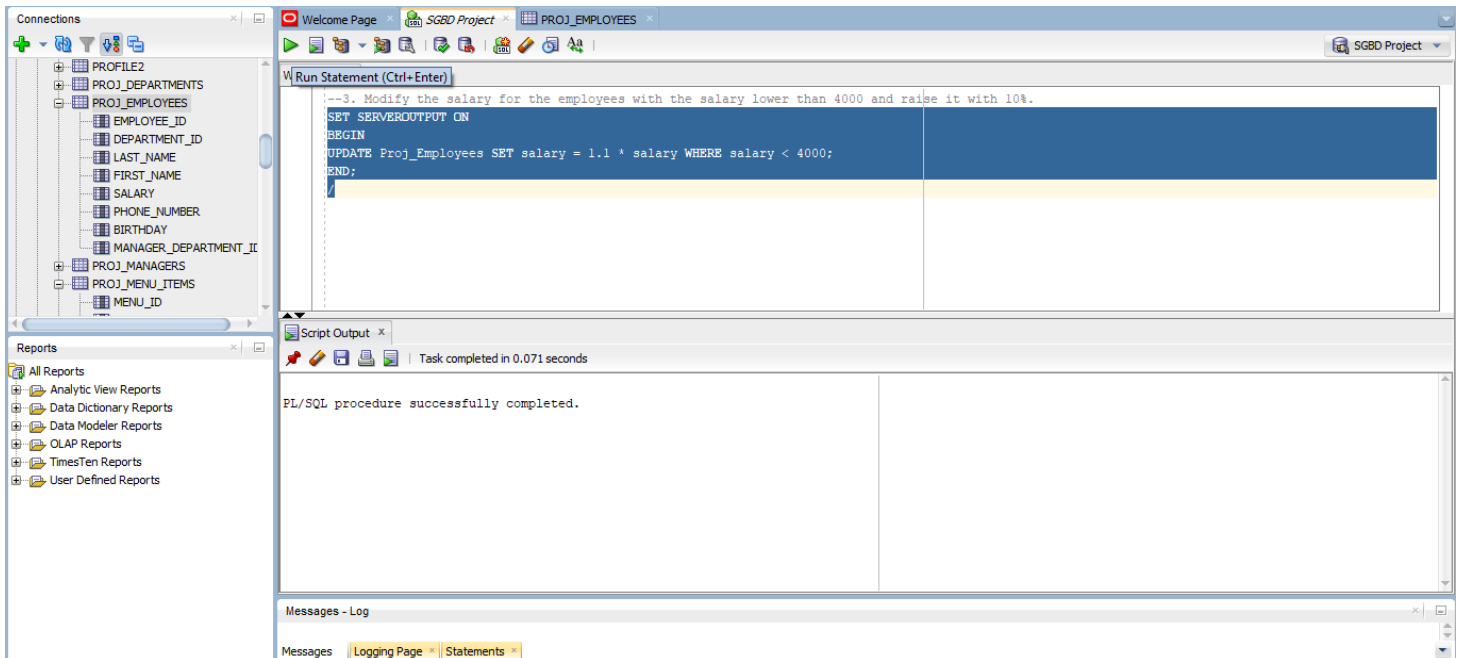 Connections
PROFILE2
PROJ_DEPARTMENTS
PROJ_EMPLOYEES
EMPLOYEE_ID
DEPARTMENT_ID
LAST_NAME
FIRST_NAME
SALARY
PHONE_NUMBER
BIRTHDAY
MANAGER_DEPARTMENT_ID
PROJ_MANAGERS
PROJ_MENU_ITEMS
MENU_ID
Reports
All Reports
Analytic View Reports
Data Dictionary Reports
Data Modeler Reports
OLAP Reports
TimesTen Reports
User Defined Reports
Welcome Page SGBD Project PROJ_EMPLOYEES
SGBD Project
W Run Statement (Ctrl+Enter)
--3. Modify the salary for the employees with the salary lower than 4000 and raise it with 10%.
SET SERVEROUTPUT ON
BEGIN
UPDATE Proj_Employees SET salary = 1.1 * salary WHERE salary < 4000;
END;
/
Script Output x
Task completed in 0.071 seconds
PL/SQL procedure successfully completed.
Messages - Log
Messages Logging Page Statements